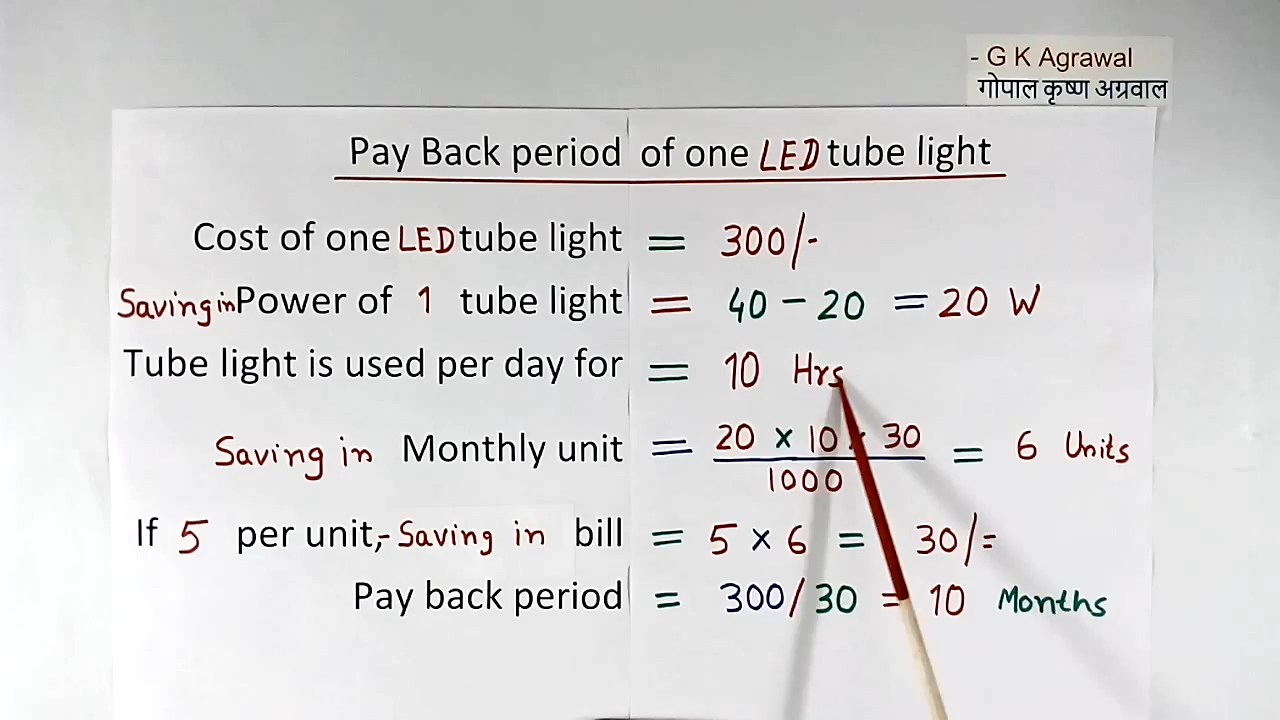 - G K Agrawal
गोपाल कृष्ण अग्रवाल
Pay Back period of one LED tube light
Cost of one LED tube light = 300/-
Saving in Power of 1 tube light = 40 - 20 = 20 W
Tube light is used per day for = 10 Hrs
Saving in Monthly unit = 20 x 10 x 30 / 1000 = 6 Units
If 5 per unit,- Saving in bill = 5 x 6 = 30/=
Pay back period = 300/30 = 10 Months